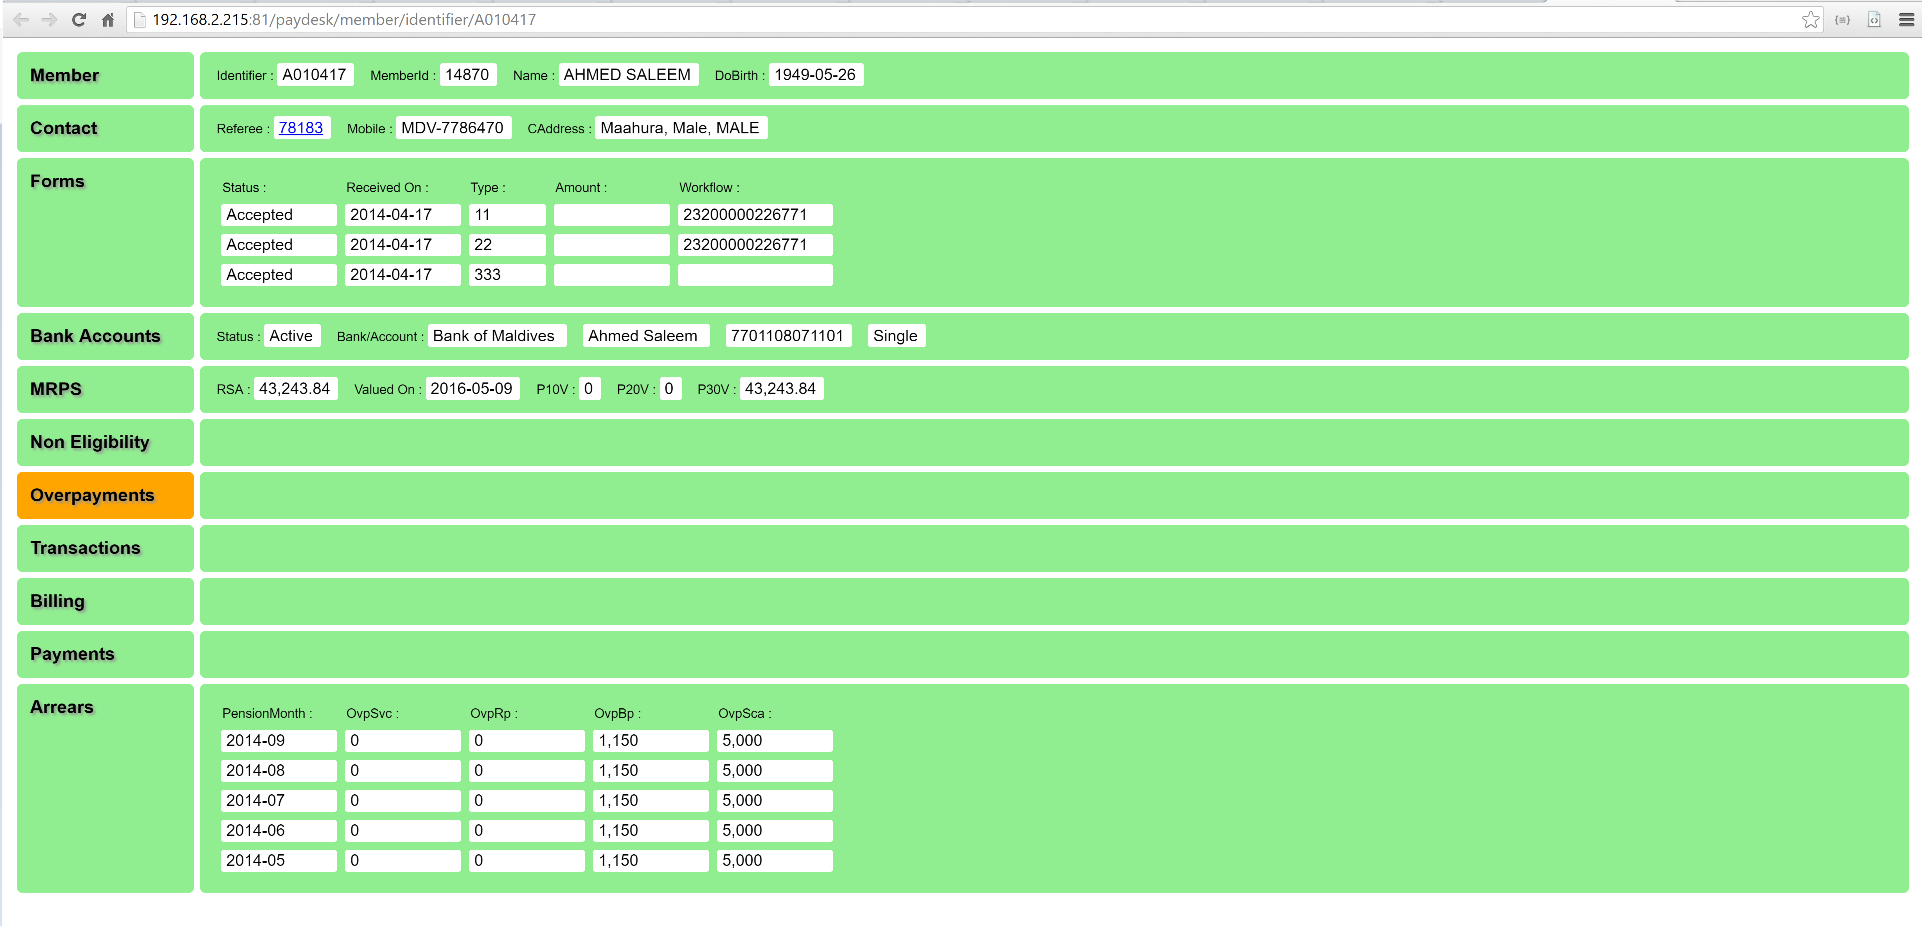 192.168.2.215:81/paydesk/member/identifier/A010417
Member Identifier : A010417 MemberId : 14870 Name : AHMED SALEEM DoBirth : 1949-05-26
Contact Referee : 78183 Mobile : MDV-7786470 CAddress : Maahura, Male, MALE
Forms
Status : Received On : Type : Amount : Workflow :
Accepted 2014-04-17 11 23200000226771
Accepted 2014-04-17 22 23200000226771
Accepted 2014-04-17 333
Bank Accounts Status : Active Bank/Account : Bank of Maldives Ahmed Saleem 7701108071101 Single
MRPS RSA : 43,243.84 Valued On : 2016-05-09 P10V : 0 P20V : 0 P30V : 43,243.84
Non Eligibility
Overpayments
Transactions
Billing
Payments
Arrears
PensionMonth : OvpSvc : OvpRp : OvpBp : OvpSca :
2014-09 0 0 1,150 5,000
2014-08 0 0 1,150 5,000
2014-07 0 0 1,150 5,000
2014-06 0 0 1,150 5,000
2014-05 0 0 1,150 5,000